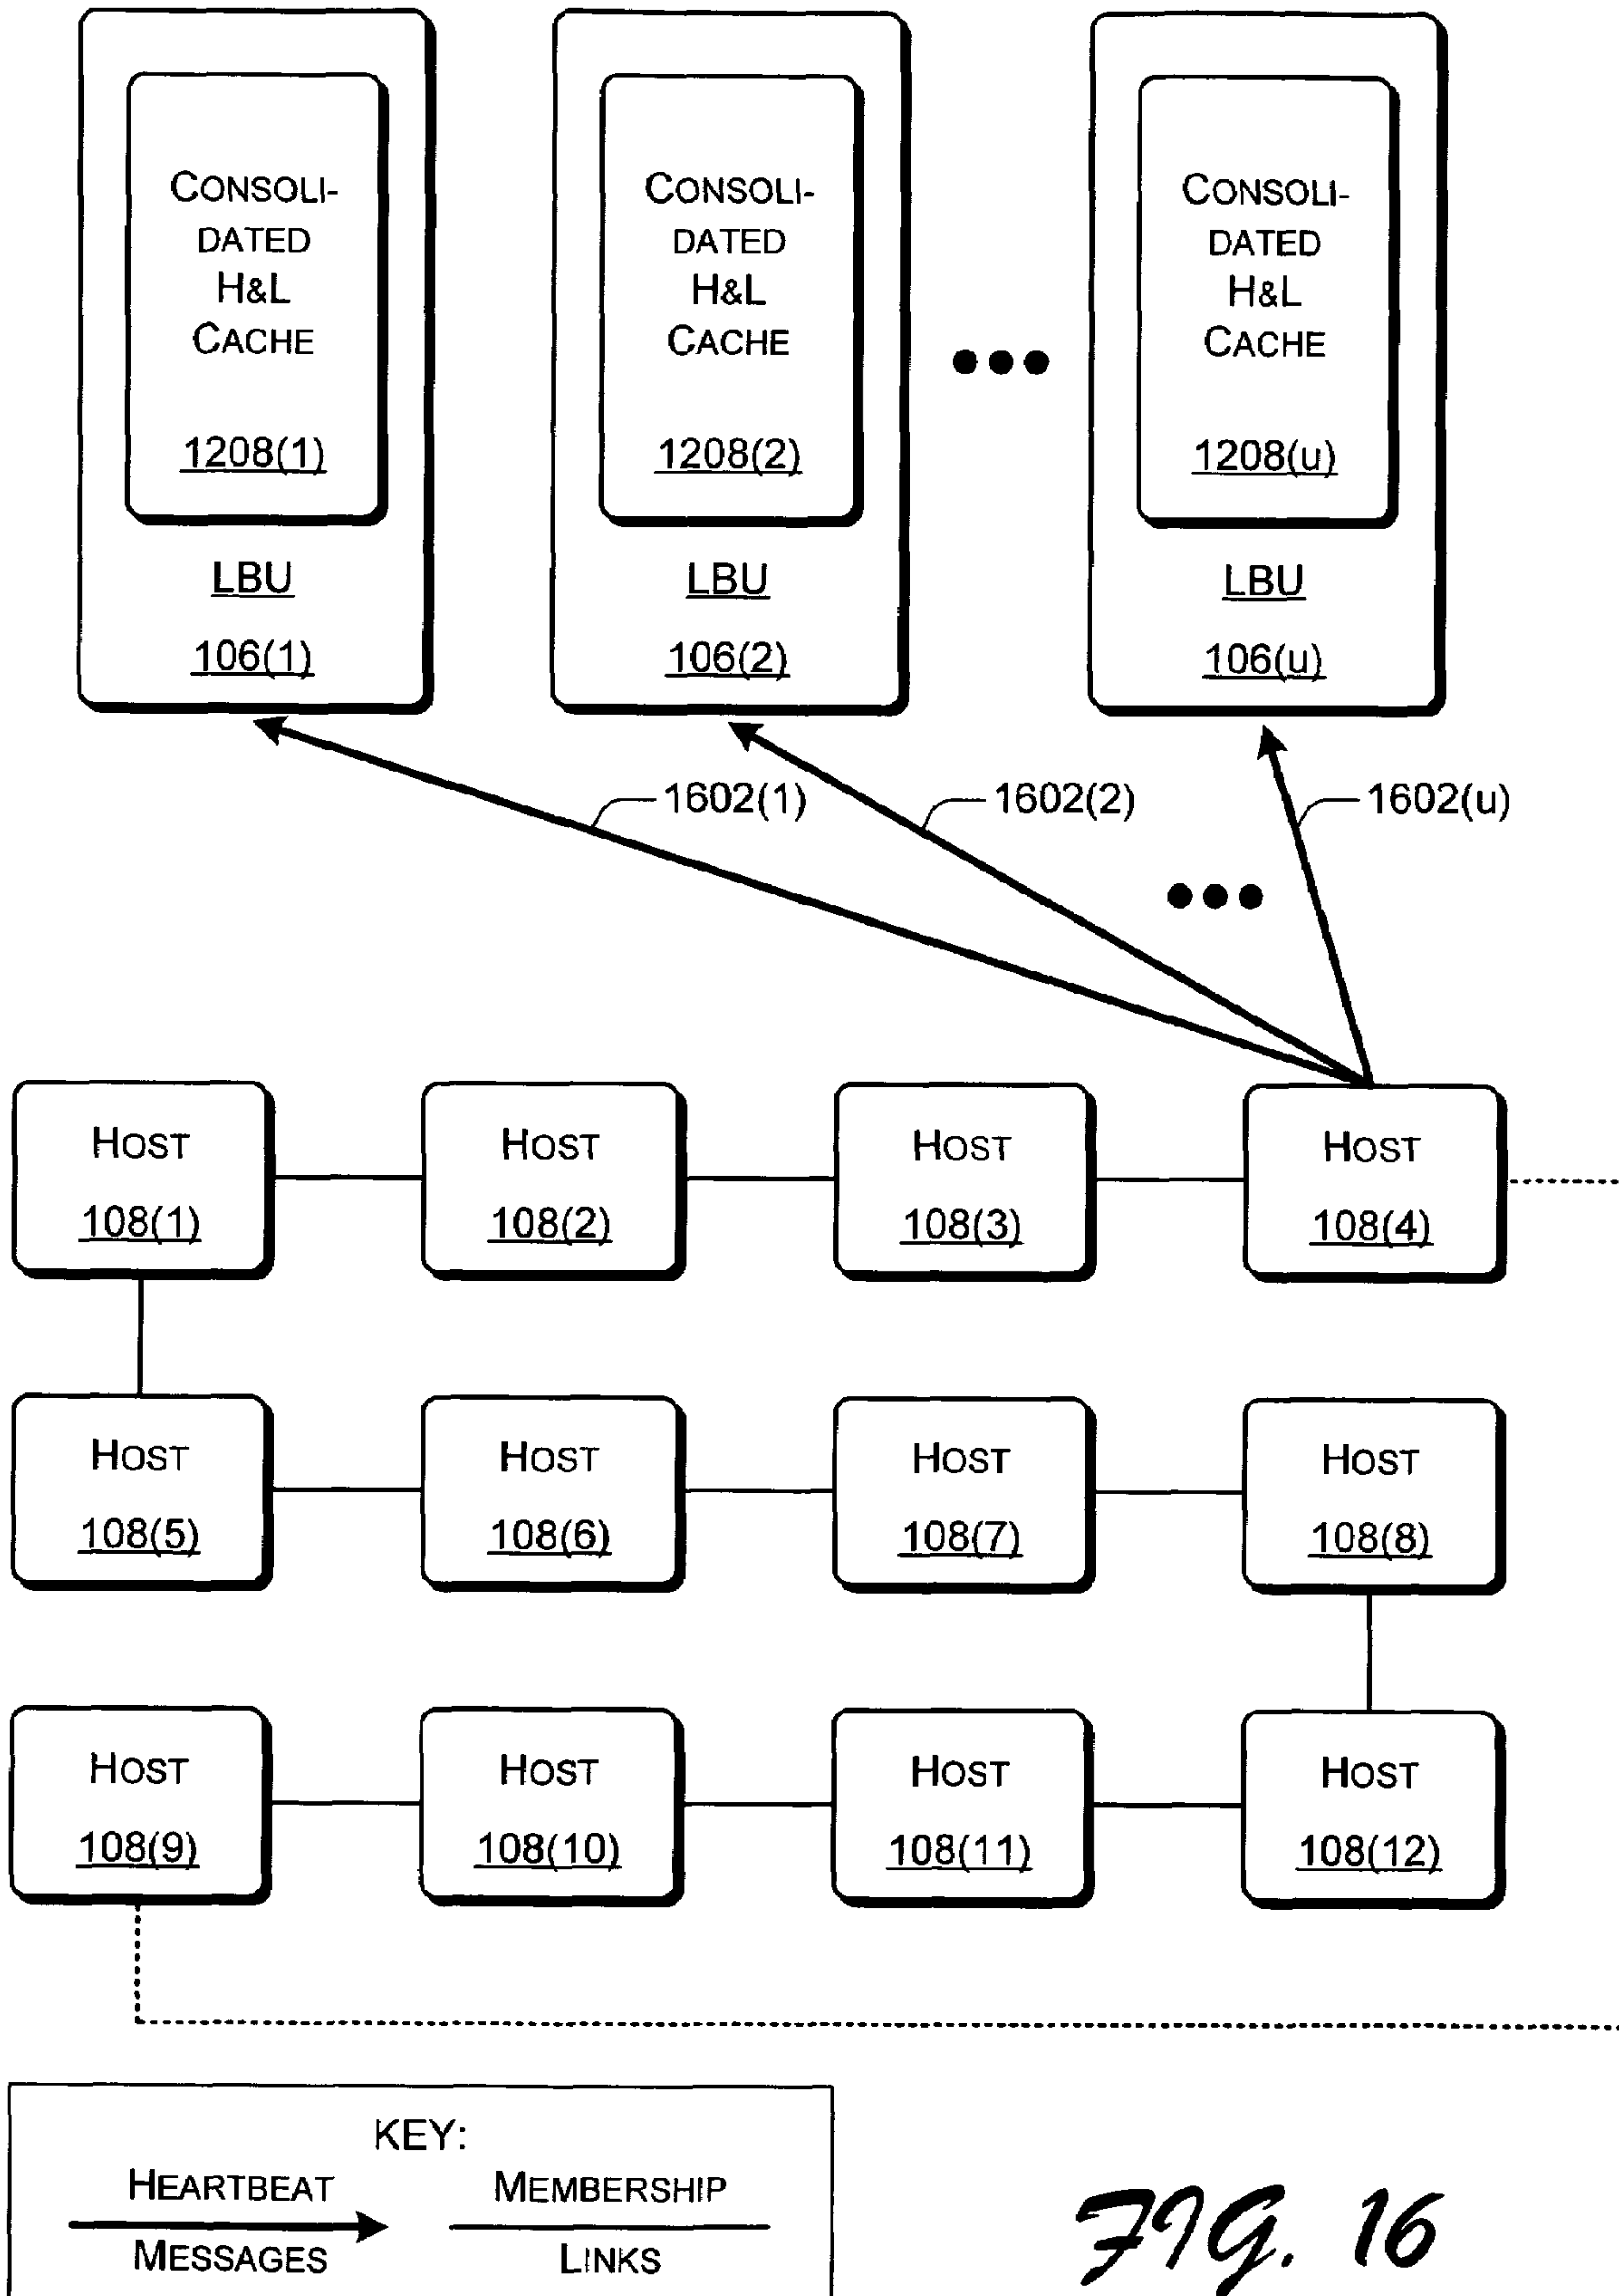 CONSOLI-
DATED
H&L
CACHE
1208(1)
LBU
106(1)
CONSOLI-
DATED
H&L
CACHE
1208(2)
LBU
106(2)
CONSOLI-
DATED
H&L
CACHE
1208(u)
LBU
106(u)
1602(1)
1602(2)
1602(u)
HOST
108(1)
HOST
108(2)
HOST
108(3)
HOST
108(4)
HOST
108(5)
HOST
108(6)
HOST
108(7)
HOST
108(8)
HOST
108(9)
HOST
108(10)
HOST
108(11)
HOST
108(12)
KEY:
HEARTBEAT
MESSAGES
MEMBERSHIP
LINKS
FIG. 16